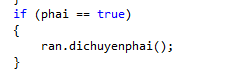 }
if (phai == true)
{
ran.dichuyenphai();
}